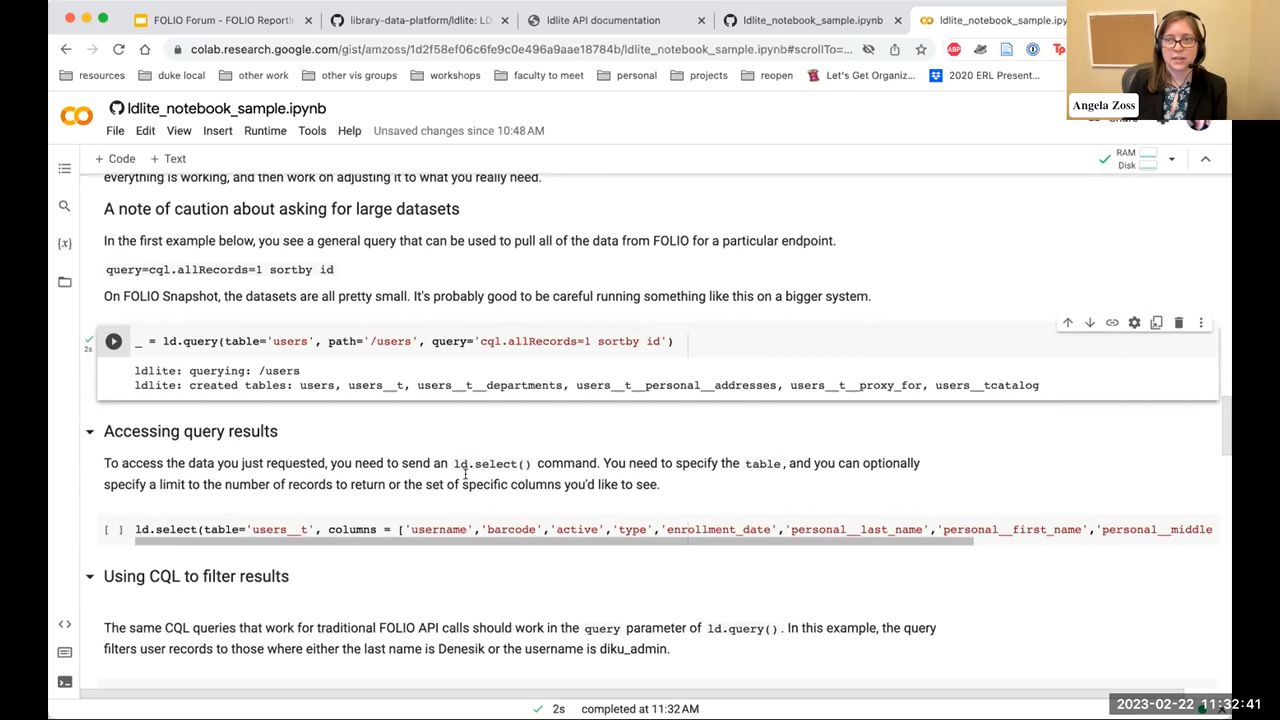 FOLIO Forum - FOLIO Reporti
library-data-platform/ldlite: LD
ldlite API documentation
ldlite_notebook_sample.ipynb
ldlite_notebook_sample.ipynb
colab.research.google.com/gist/amzoss/1d2f58ef06c9fe9c0e496a9aae18784b/ldlite_notebook_sample.ipynb#scrollTo=...
ABP
resources
duke local
other work
other vis groups
workshops
faculty to meet
personal
projects
reopen
Let's Get Organiz...
2020 ERL Present...
Angela Zoss
ldlite_notebook_sample.ipynb
File Edit View Insert Runtime Tools Help Unsaved changes since 10:48AM
+ Code + Text
RAM
Disk
everything is working, and then work on adjusting it to what you really need.
A note of caution about asking for large datasets
In the first example below, you see a general query that can be used to pull all of the data from FOLIO for a particular endpoint.
query=cql.allRecords=1 sortby id
On FOLIO Snapshot, the datasets are all pretty small. It's probably good to be careful running something like this on a bigger system.
_ = ld.query(table='users', path='/users', query='cql.allRecords=1 sortby id')
2s
ldlite: querying: /users
ldlite: created tables: users, users__t, users__t__departments, users__t__personal__addresses, users__t__proxy_for, users__tcatalog
Accessing query results
To access the data you just requested, you need to send an ld.select() command. You need to specify the table, and you can optionally
specify a limit to the number of records to return or the set of specific columns you'd like to see.
[ ] ld.select(table='users__t', columns = ['username','barcode','active','type','enrollment_date','personal__last_name','personal__first_name','personal__middle
Using CQL to filter results
The same CQL queries that work for traditional FOLIO API calls should work in the query parameter of ld.query(). In this example, the query
filters user records to those where either the last name is Denesik or the username is diku_admin.
2s completed at 11:32AM
2023-02-22 11:32:41